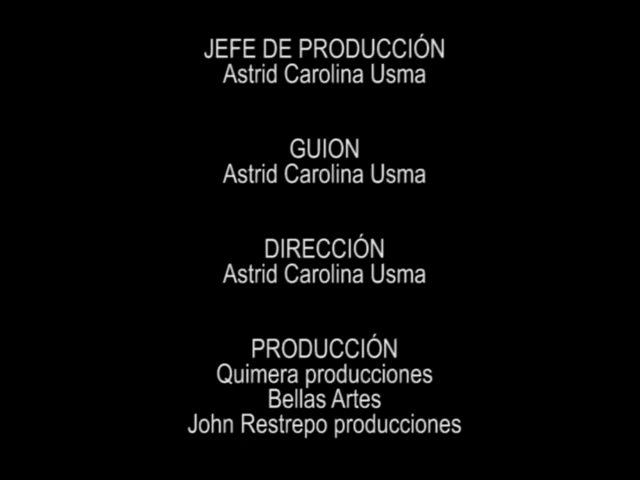 JEFE DE PRODUCCIÓN
Astrid Carolina Usma
GUION
Astrid Carolina Usma
DIRECCIÓN
Astrid Carolina Usma
PRODUCCIÓN
Quimera producciones
Bellas Artes
John Restrepo producciones